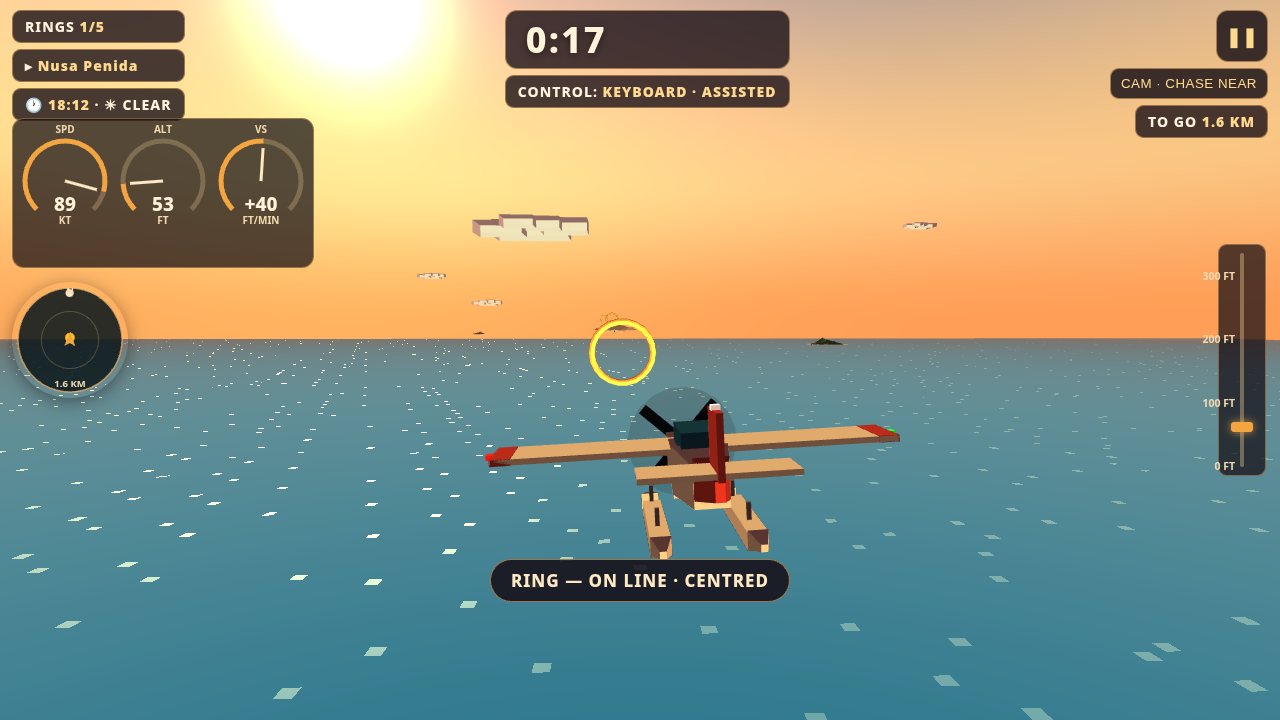 RINGS 1/5
▸ Nusa Penida
🕐 18:12 · ☀ CLEAR
SPD
ALT
VS
89
53
+40
KT
FT
FT/MIN
1.6 KM
0:17
CONTROL: KEYBOARD · ASSISTED
CAM · CHASE NEAR
TO GO 1.6 KM
300 FT
200 FT
100 FT
0 FT
RING — ON LINE · CENTRED